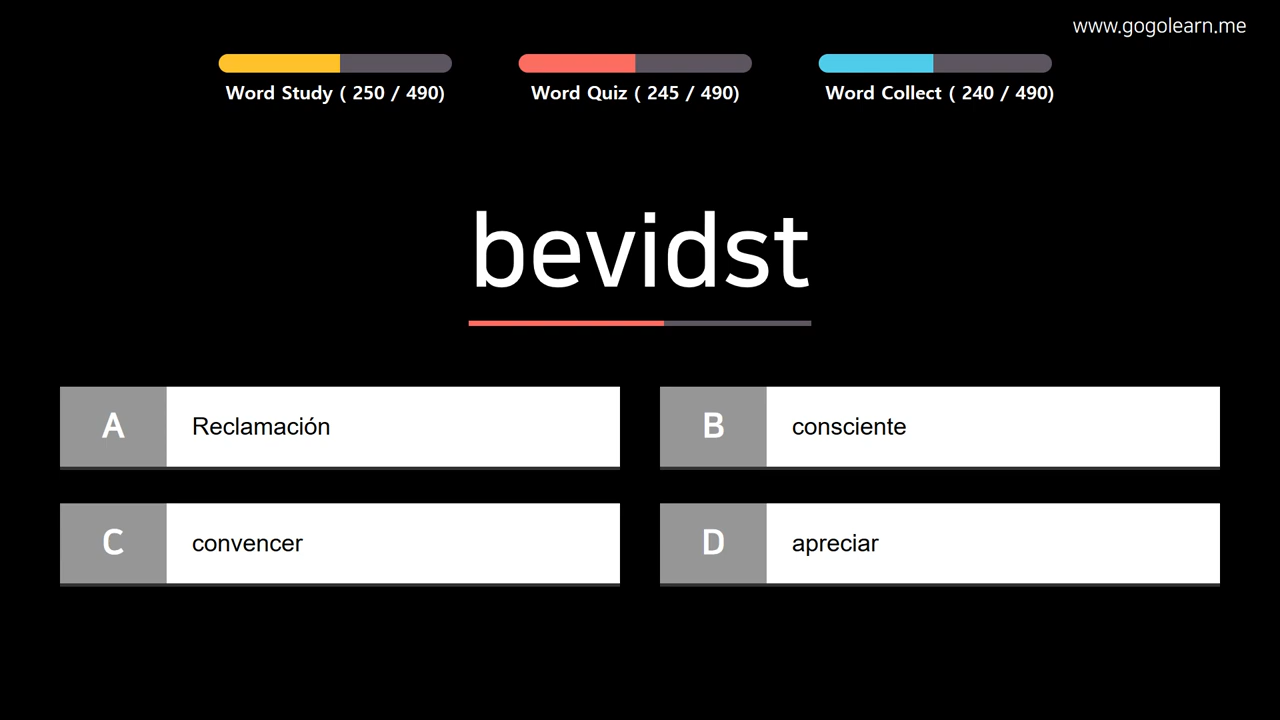 www.gogolearn.me
Word Study ( 250 / 490)
Word Quiz ( 245 / 490)
Word Collect ( 240 / 490)
bevidst
A Reclamación
B consciente
C convencer
D apreciar